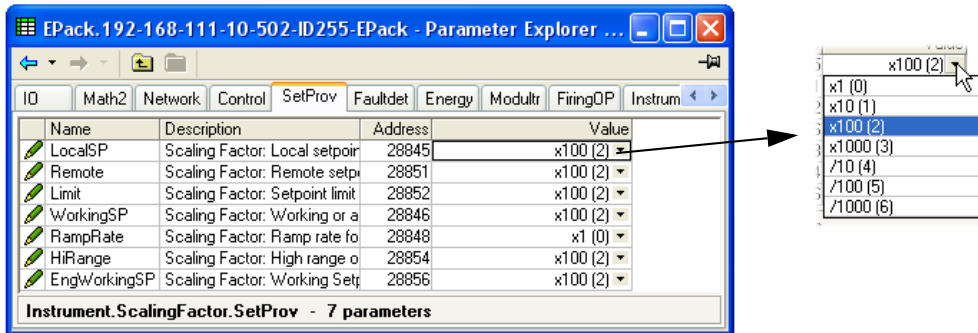 EPack.192-168-111-10-502-ID255-EPack - Parameter Explorer ...
IO Math2 Network Control SetProv Faultdet Energy Modultr FiringOP Instrum
Name Description Address Value
LocalSP Scaling Factor: Local setpoin 28845 x100 (2)
Remote Scaling Factor: Remote setp 28851 x100 (2)
Limit Scaling Factor: Setpoint limit 28852 x100 (2)
WorkingSP Scaling Factor: Working or a 28846 x100 (2)
RampRate Scaling Factor: Ramp rate fo 28848 x1 (0)
HiRange Scaling Factor: High range o 28854 x100 (2)
EngWorkingSP Scaling Factor: Working Setp 28856 x100 (2)
Instrument.ScalingFactor.SetProv - 7 parameters
x100 (2)
x1 (0)
x10 (1)
x100 (2)
x1000 (3)
/10 (4)
/100 (5)
/1000 (6)